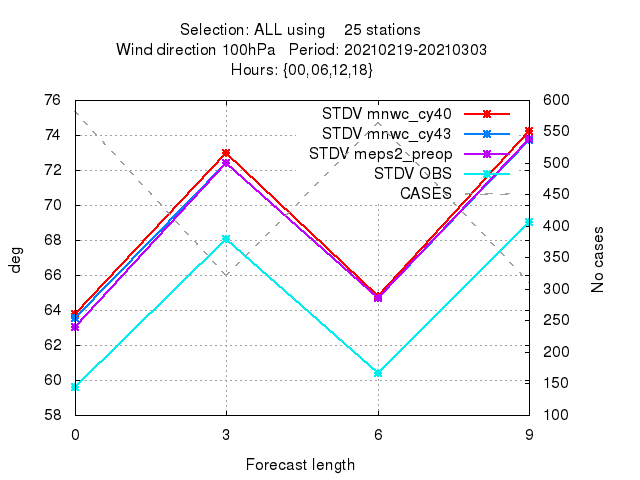 Selection: ALL using    25 stations
Wind direction 100hPa   Period: 20210219-20210303
Hours: {00,06,12,18}
76 600
STDV mnwc_cy40
74 550
STDV mnwc_cy43
STDV meps2_preop
72 500
STDV OBS
CASES
70 450
68 400
66 350
64 300
62 250
60 200
58 150
100
deg
No cases
0 3 6 9
Forecast length